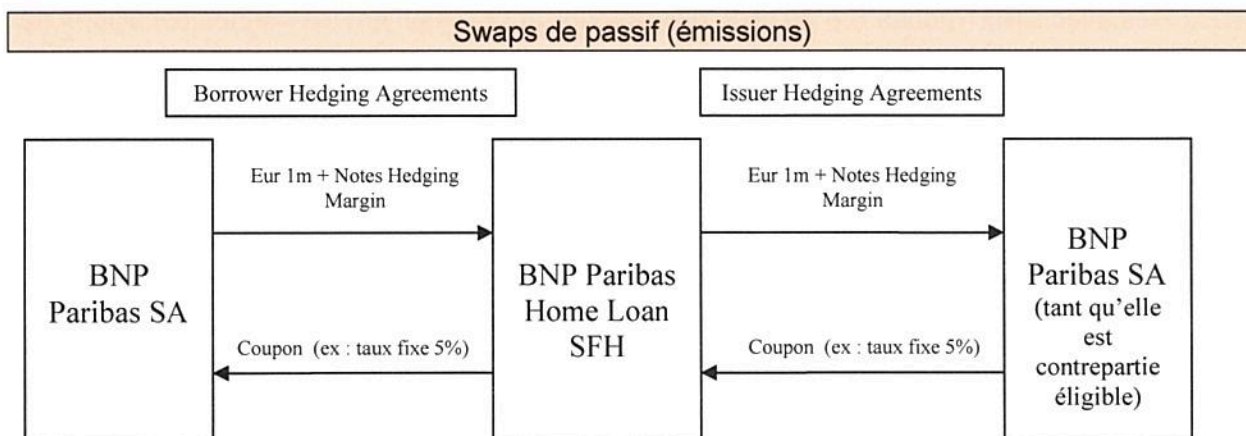 Swaps de passif (émissions)
Borrower Hedging Agreements
Issuer Hedging Agreements
Eur 1m + Notes Hedging
Margin
Eur 1m + Notes Hedging
Margin
BNP
Paribas SA
BNP Paribas
Home Loan
SFH
BNP
Paribas SA
(tant qu'elle
est
contrepartie
éligible)
Coupon (ex : taux fixe 5%)
Coupon (ex : taux fixe 5%)